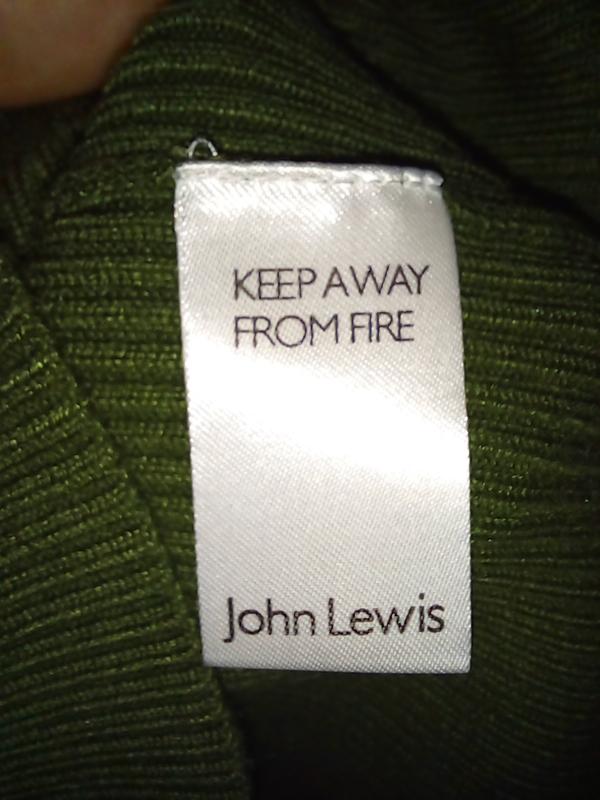 KEEP AWAY
FROM FIRE
John Lewis